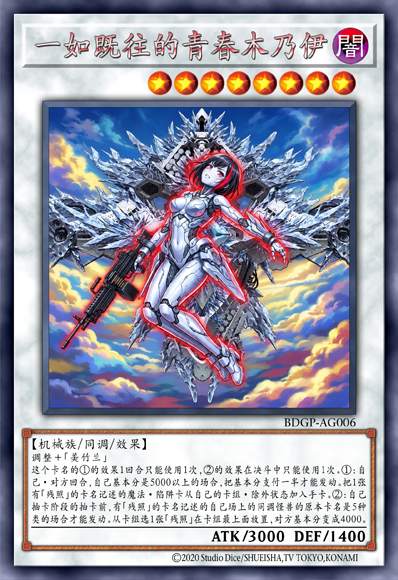 一如既往的青春木乃伊
闇
BDGP-AG006
【机械族/同调/效果】
调整+「美竹兰」
这个卡名的①的效果1回合只能使用1次,②的效果在决斗中只能使用1次。①:自
己·对方回合,自己基本分是5000以上的场合,把基本分支付一半才能发动。把1张
有「残照」的卡名记述的魔法·陷阱卡从自己的卡组·除外状态加入手卡。②:自己
抽卡阶段的抽卡前,有「残照」的卡名记述的自己场上的同调怪兽的原本卡名是5种
类的场合才能发动。从卡组选1张「残照」在卡组最上面放置,对方基本分变成4000。
ATK/3000 DEF/1400
©2020 Studio Dice/SHUEISHA,TV TOKYO,KONAMI